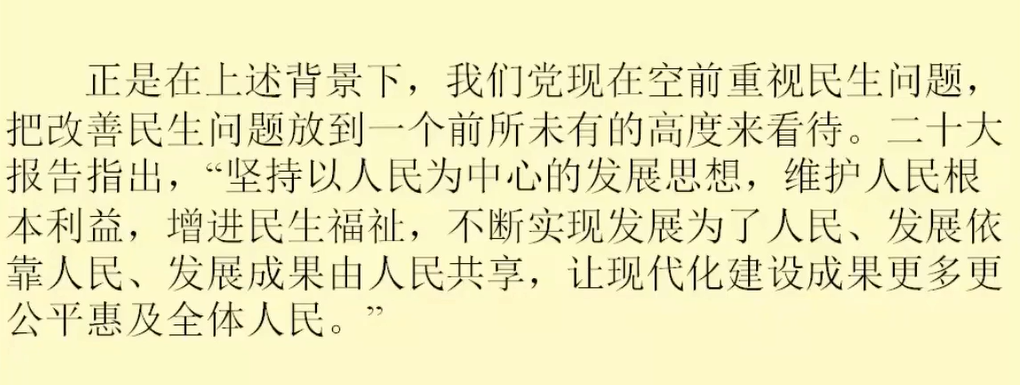 正是在上述背景下，我们党现在空前重视民生问题，
把改善民生问题放到一个前所未有的高度来看待。二十大
报告指出，“坚持以人民为中心的发展思想，维护人民根
本利益，增进民生福祉，不断实现发展为了人民、发展依
靠人民、发展成果由人民共享，让现代化建设成果更多更
公平惠及全体人民。”